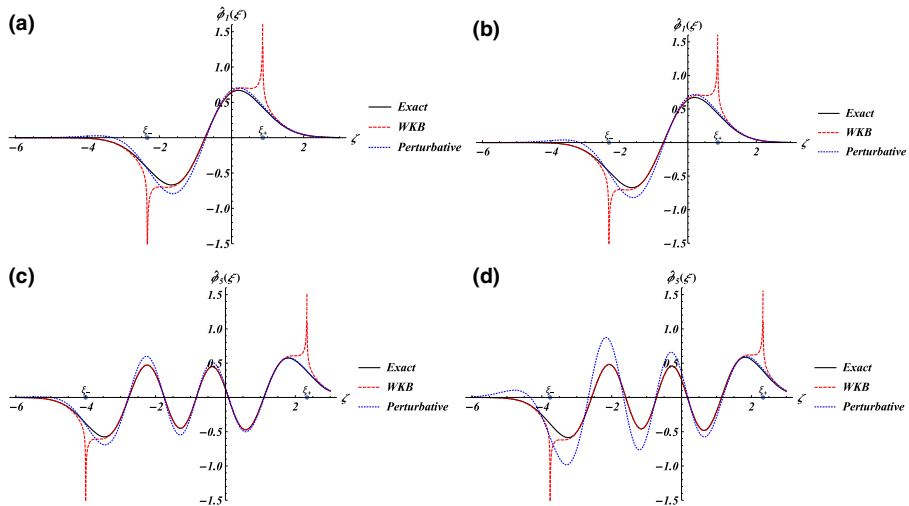 (a)
ϕ̂₁(ξ)
1.5
1.0
0.5
−0.5
−1.0
−1.5
−6
−4
−2
2
ξ₋
ξ₊
ζ
Exact
WKB
Perturbative
(b)
ϕ̂₁(ξ)
1.5
1.0
0.5
−0.5
−1.0
−1.5
−6
−4
−2
2
ξ₋
ξ₊
ζ
Exact
WKB
Perturbative
(c)
ϕ̂₅(ξ)
1.5
1.0
0.5
−0.5
−1.0
−1.5
−6
−4
−2
2
ξ₋
ξ₊
ζ
Exact
WKB
Perturbative
(d)
ϕ̂₅(ξ)
1.5
1.0
0.5
−0.5
−1.0
−1.5
−6
−4
−2
2
ξ₋
ξ₊
ζ
Exact
WKB
Perturbative